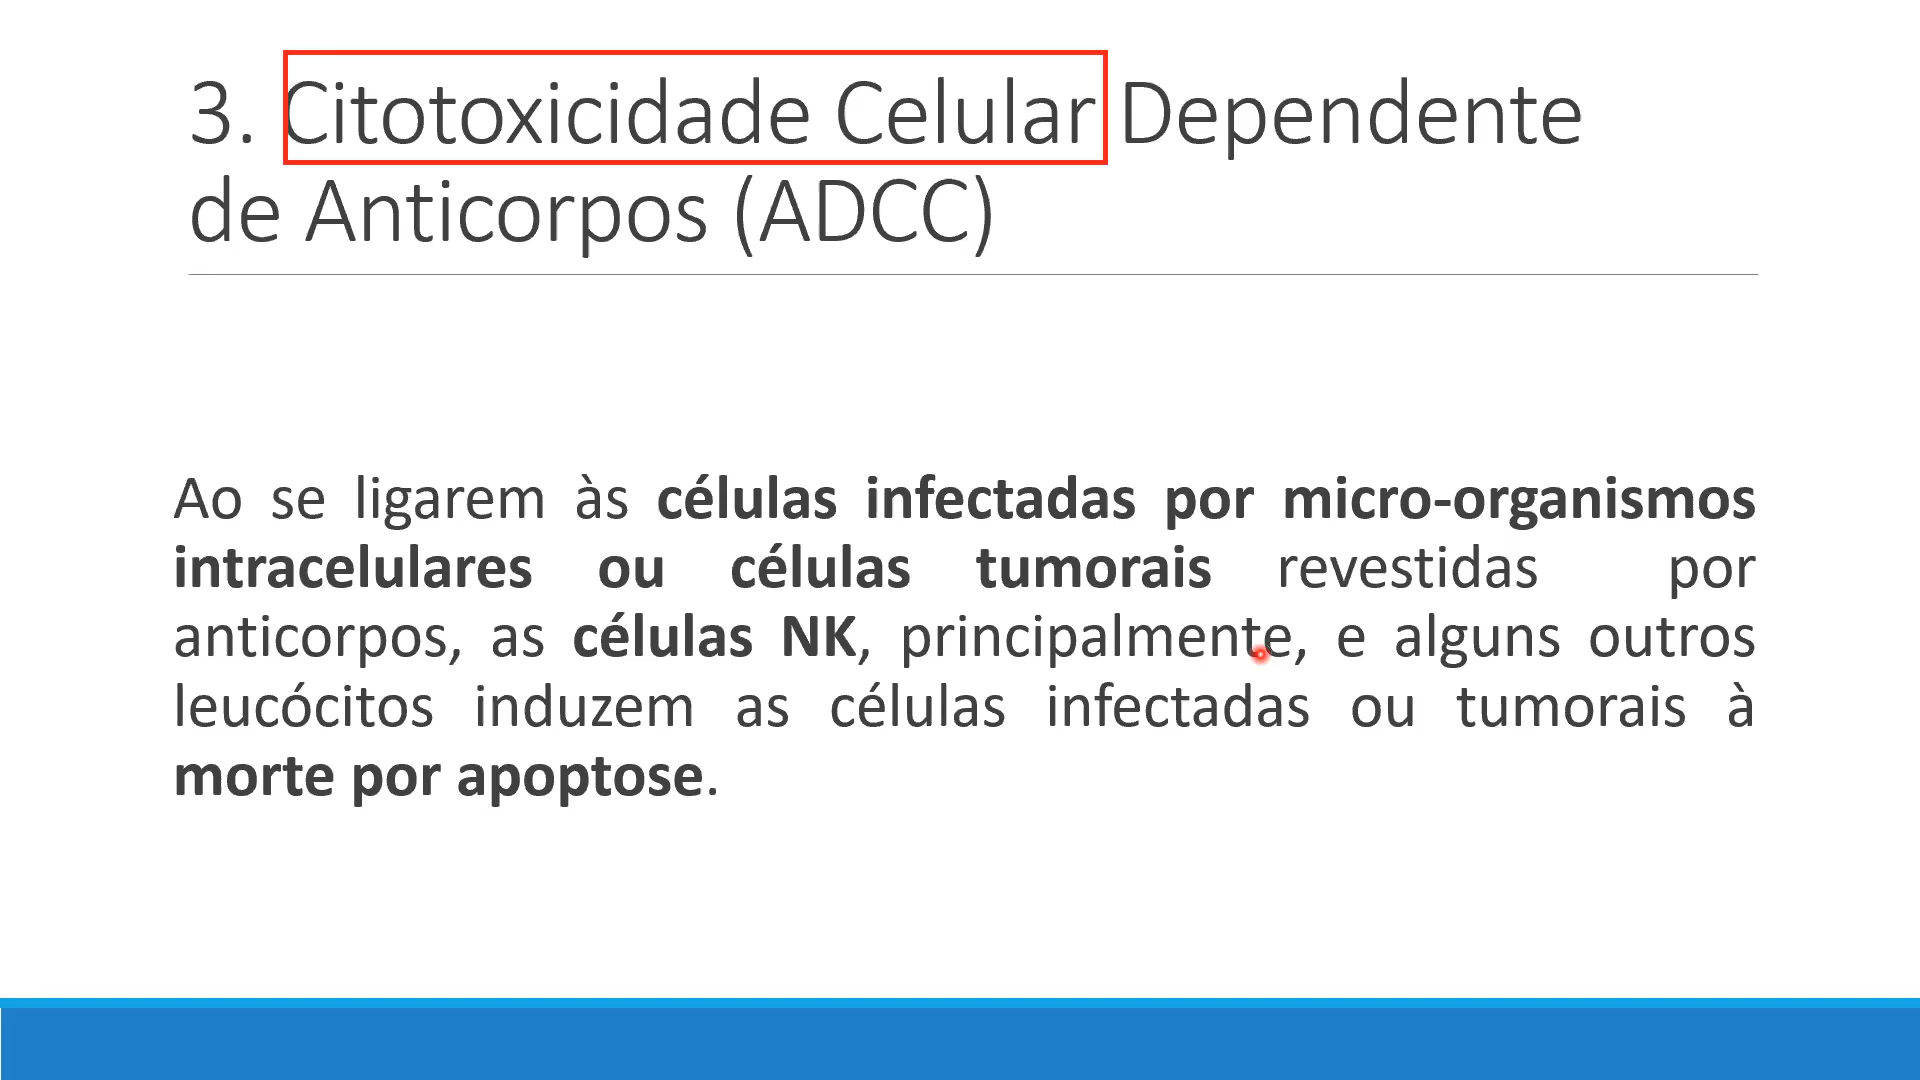 3. Citotoxicidade Celular Dependente
de Anticorpos (ADCC)
Ao se ligarem às células infectadas por micro-organismos
intracelulares ou células tumorais revestidas por
anticorpos, as células NK, principalmente, e alguns outros
leucócitos induzem as células infectadas ou tumorais à
morte por apoptose.